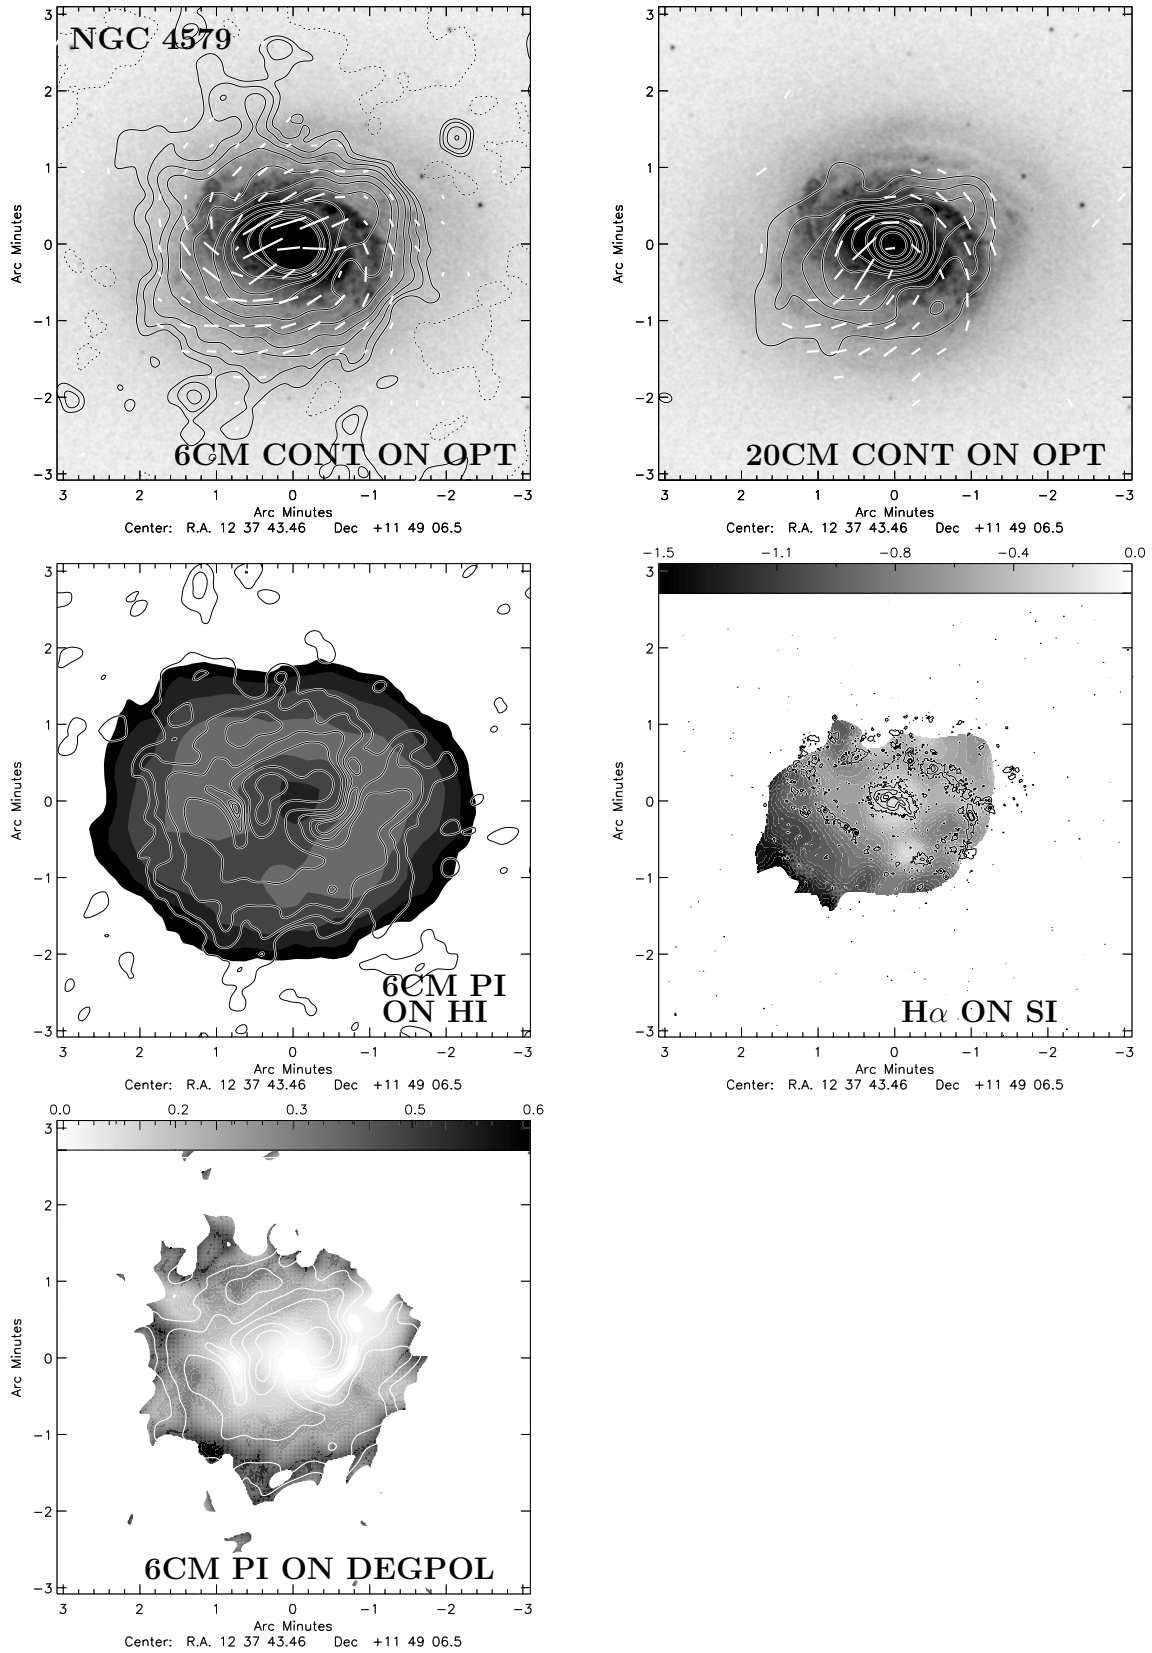 NGC 4579
6CM CONT ON OPT
3
2
1
0
−1
−2
−3
Arc Minutes
3 2 1 0 −1 −2 −3
Arc Minutes
Center: R.A. 12 37 43.46 Dec +11 49 06.5
20CM CONT ON OPT
3
2
1
0
−1
−2
−3
Arc Minutes
3 2 1 0 −1 −2 −3
Arc Minutes
Center: R.A. 12 37 43.46 Dec +11 49 06.5
6CM PI
ON HI
3
2
1
0
−1
−2
−3
Arc Minutes
3 2 1 0 −1 −2 −3
Arc Minutes
Center: R.A. 12 37 43.46 Dec +11 49 06.5
−1.5 −1.1 −0.8 −0.4 0.0
Hα ON SI
3
2
1
0
−1
−2
−3
Arc Minutes
3 2 1 0 −1 −2 −3
Arc Minutes
Center: R.A. 12 37 43.46 Dec +11 49 06.5
0.0 0.2 0.3 0.5 0.6
6CM PI ON DEGPOL
3
2
1
0
−1
−2
−3
Arc Minutes
3 2 1 0 −1 −2 −3
Arc Minutes
Center: R.A. 12 37 43.46 Dec +11 49 06.5